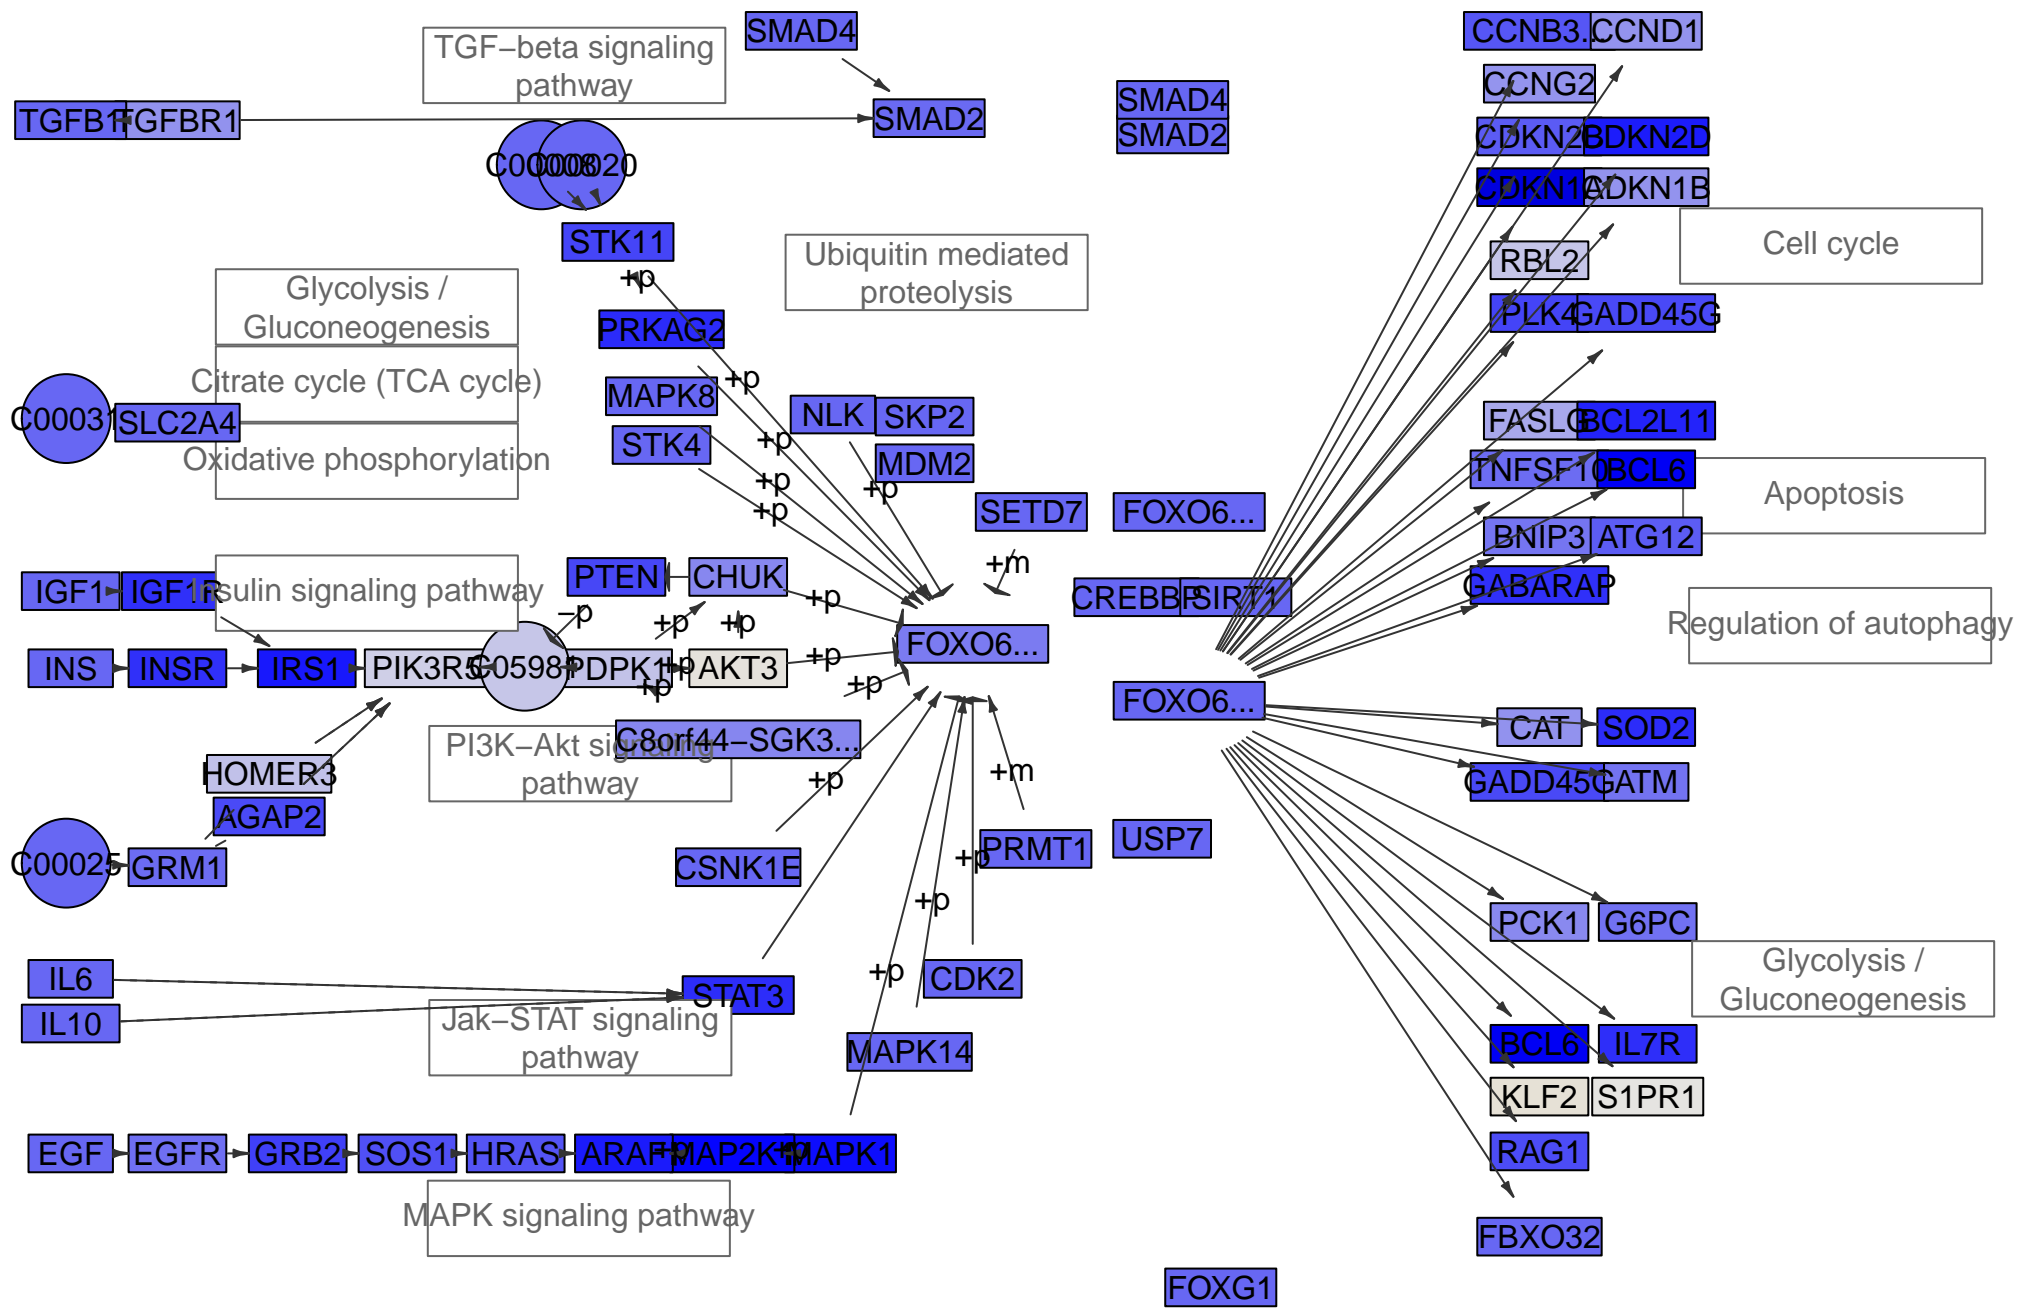 SMAD4
CCNB3...
CCND1
TGF−beta signaling
pathway
CCNG2
SMAD4
TGFB1
TGFBR1
SMAD2
SMAD2
CDKN2B
CDKN2D
C00020
CDKN1A
CDKN1B
STK11
Ubiquitin mediated
proteolysis
Cell cycle
RBL2
+p
Glycolysis /
Gluconeogenesis
PRKAG2
PLK4
GADD45G
Citrate cycle (TCA cycle)
+p
MAPK8
C00031
SLC2A4
NLK
SKP2
FASLG
BCL2L11
STK4
+p
Oxidative phosphorylation
MDM2
TNFSF10
BCL6
+p
+p
Apoptosis
+p
SETD7
FOXO6...
BNIP3
ATG12
+m
Insulin signaling pathway
IGF1
IGF1R
PTEN
CHUK
+p
CREBBP
SIRT1
GABARAP
−p
+p
+p
Regulation of autophagy
FOXO6...
INS
INSR
IRS1
PIK3R5
C05981
PDPK1
+p
AKT3
+p
+p
+p
FOXO6...
PI3K−Akt signaling
pathway
C8orf44−SGK3...
CAT
SOD2
HOMER3
+p
+m
GADD45G
GATM
AGAP2
C00025
GRM1
CSNK1E
+p
PRMT1
USP7
+p
PCK1
G6PC
IL6
+p
CDK2
Glycolysis /
Gluconeogenesis
STAT3
IL10
Jak−STAT signaling
pathway
MAPK14
BCL6
IL7R
KLF2
S1PR1
EGF
EGFR
GRB2
SOS1
HRAS
ARAF
+p
MAP2K1
+p
MAPK1
RAG1
MAPK signaling pathway
FBXO32
FOXG1